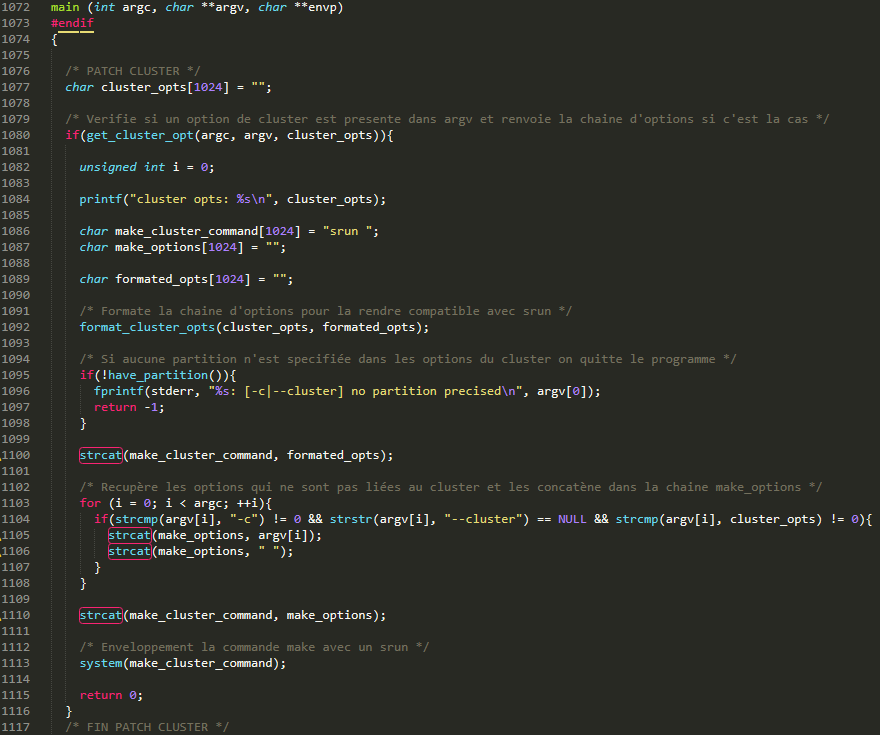 1072 main (int argc, char **argv, char **envp)
1073 #endif
1074 {
1075
1076 /* PATCH CLUSTER */
1077 char cluster_opts[1024] = "";
1078
1079 /* Verifie si un option de cluster est presente dans argv et renvoie la chaine d'options si c'est la cas */
1080 if(get_cluster_opt(argc, argv, cluster_opts)){
1081
1082 unsigned int i = 0;
1083
1084 printf("cluster opts: %s\n", cluster_opts);
1085
1086 char make_cluster_command[1024] = "srun ";
1087 char make_options[1024] = "";
1088
1089 char formated_opts[1024] = "";
1090
1091 /* Formate la chaine d'options pour la rendre compatible avec srun */
1092 format_cluster_opts(cluster_opts, formated_opts);
1093
1094 /* Si aucune partition n'est specifiée dans les options du cluster on quitte le programme */
1095 if(!have_partition()){
1096 fprintf(stderr, "%s: [-c|--cluster] no partition precised\n", argv[0]);
1097 return -1;
1098 }
1099
1100 strcat(make_cluster_command, formated_opts);
1101
1102 /* Recupère les options qui ne sont pas liées au cluster et les concatène dans la chaine make_options */
1103 for (i = 0; i < argc; ++i){
1104 if(strcmp(argv[i], "-c") != 0 && strstr(argv[i], "--cluster") == NULL && strcmp(argv[i], cluster_opts) != 0){
1105 strcat(make_options, argv[i]);
1106 strcat(make_options, " ");
1107 }
1108 }
1109
1110 strcat(make_cluster_command, make_options);
1111
1112 /* Enveloppement la commande make avec un srun */
1113 system(make_cluster_command);
1114
1115 return 0;
1116 }
1117 /* FIN PATCH CLUSTER */